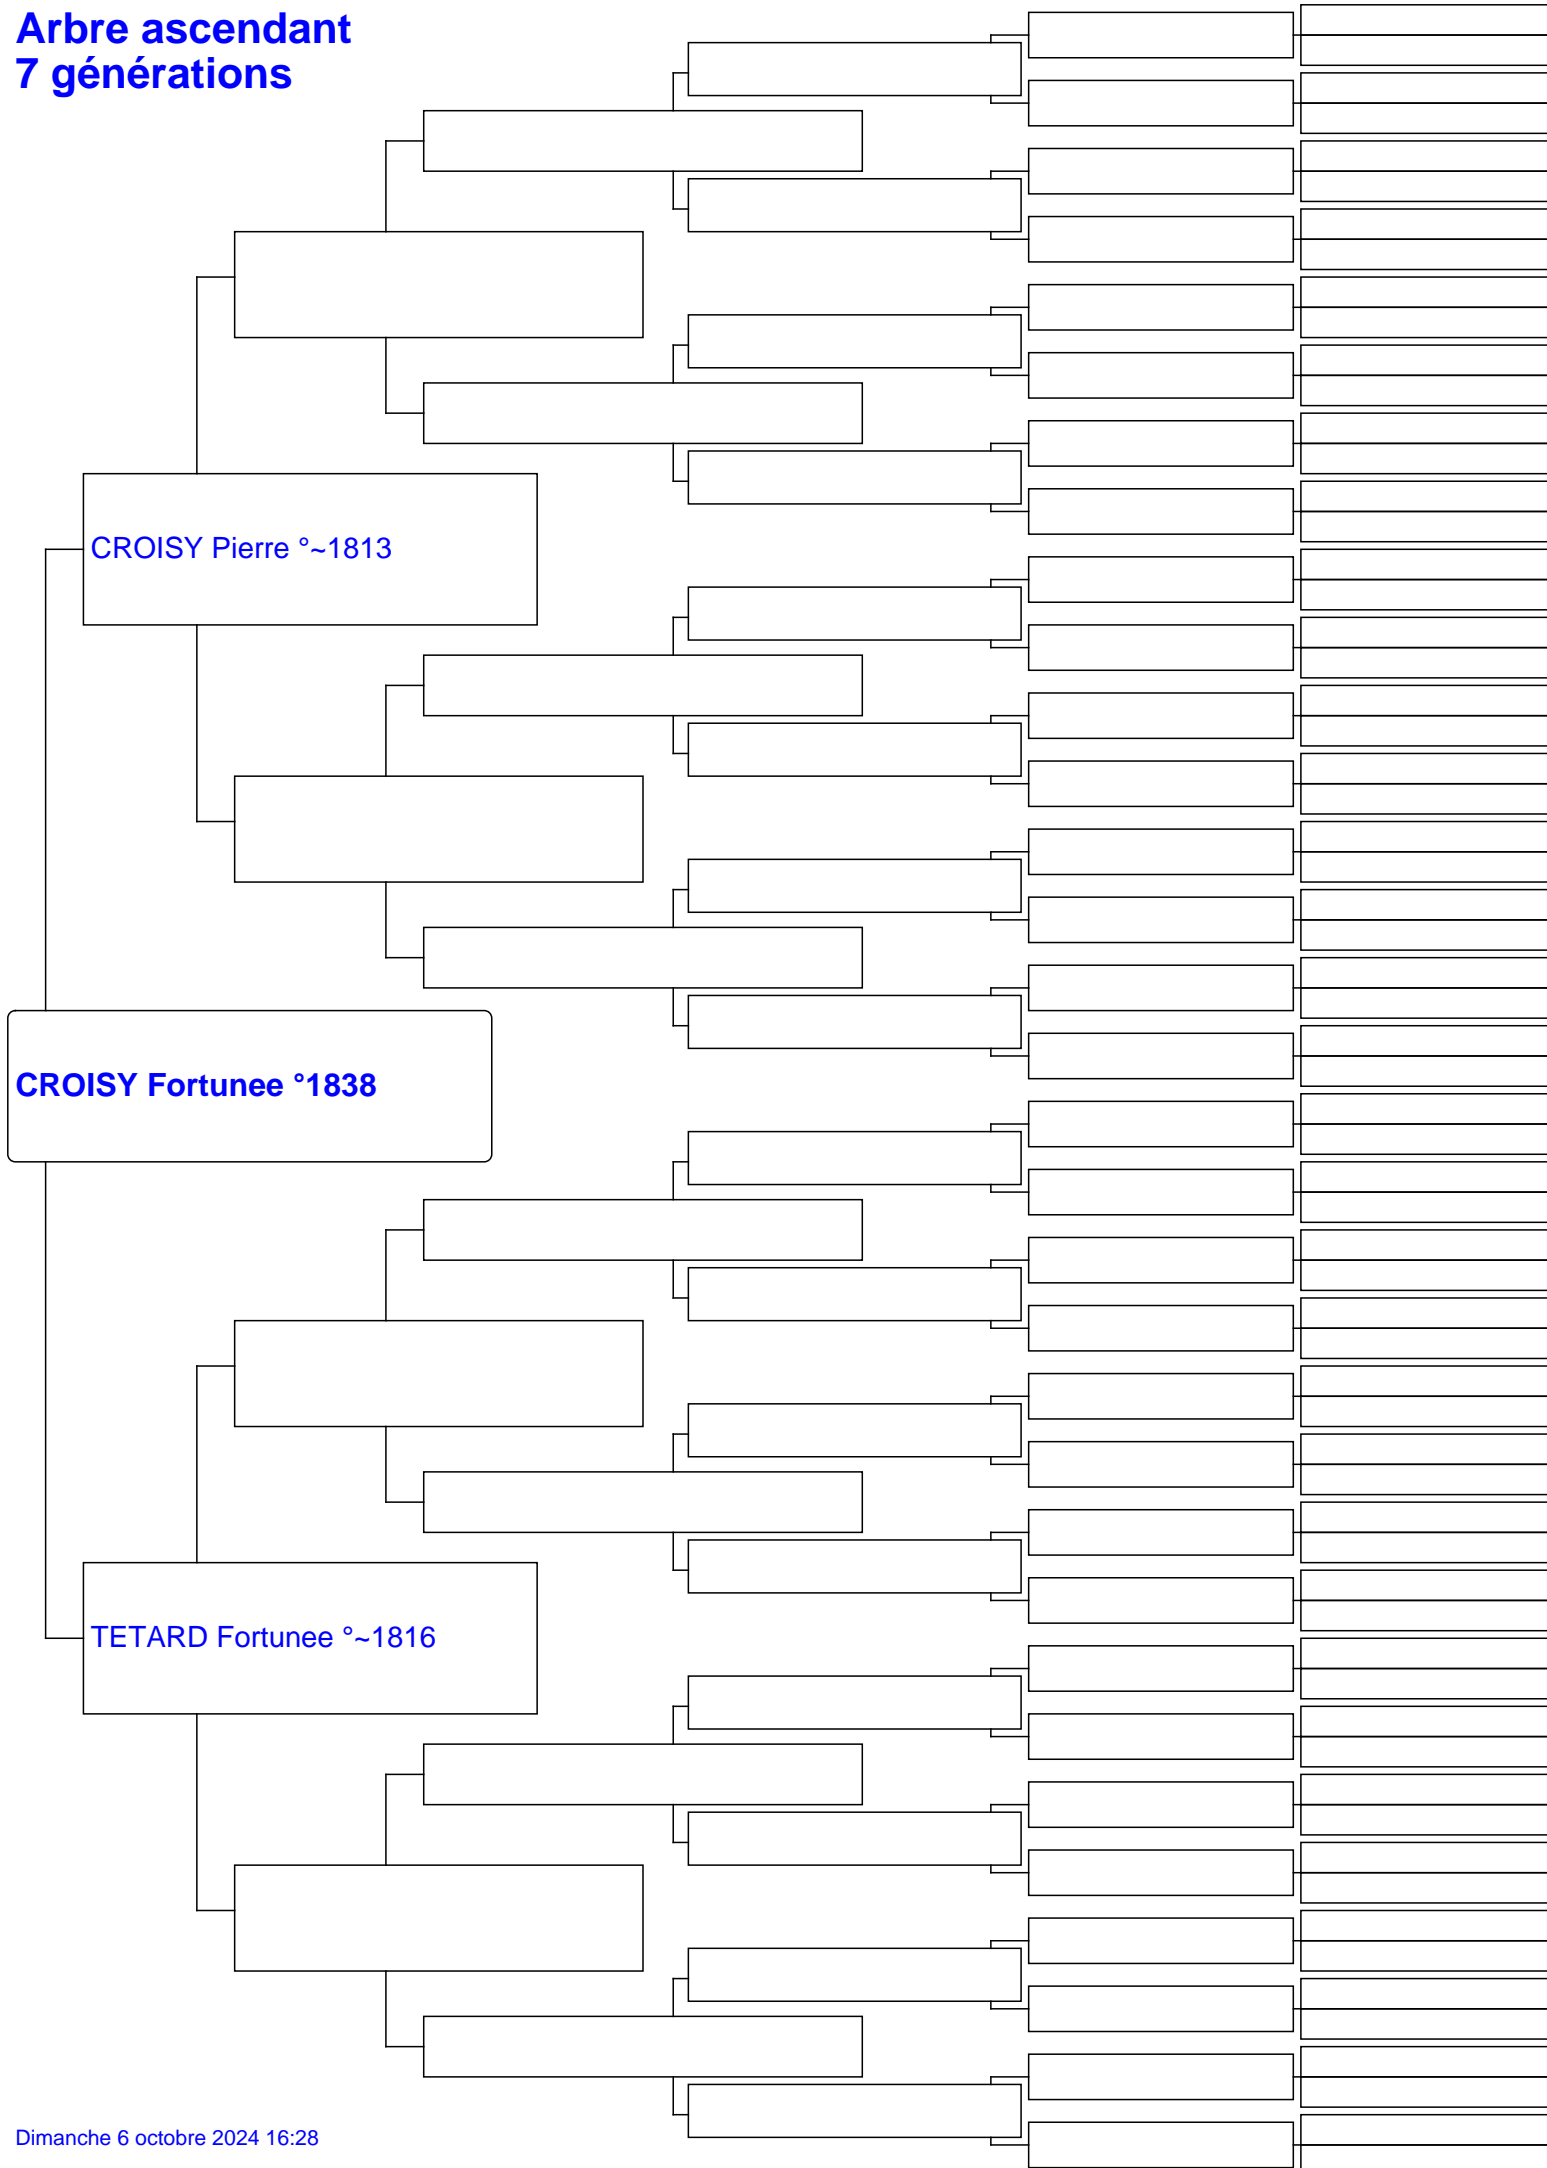 Arbre ascendant
7 générations
CROISY Pierre °~1813
CROISY Fortunee °1838
TETARD Fortunee °~1816
Dimanche 6 octobre 2024 16:28